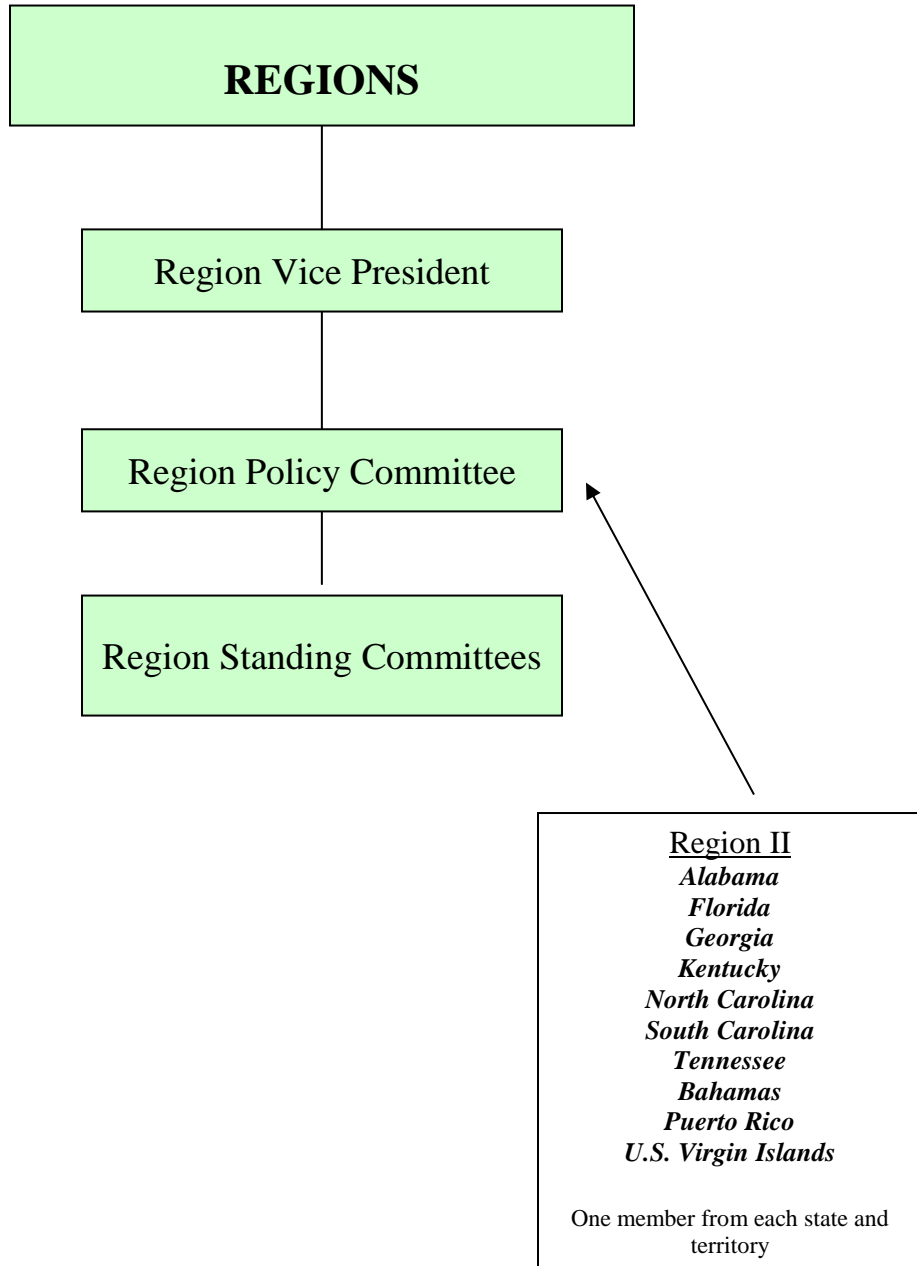 REGIONS
Region Vice President
Region Policy Committee
Region Standing Committees
Region II
Alabama
Florida
Georgia
Kentucky
North Carolina
South Carolina
Tennessee
Bahamas
Puerto Rico
U.S. Virgin Islands
One member from each state and
territory